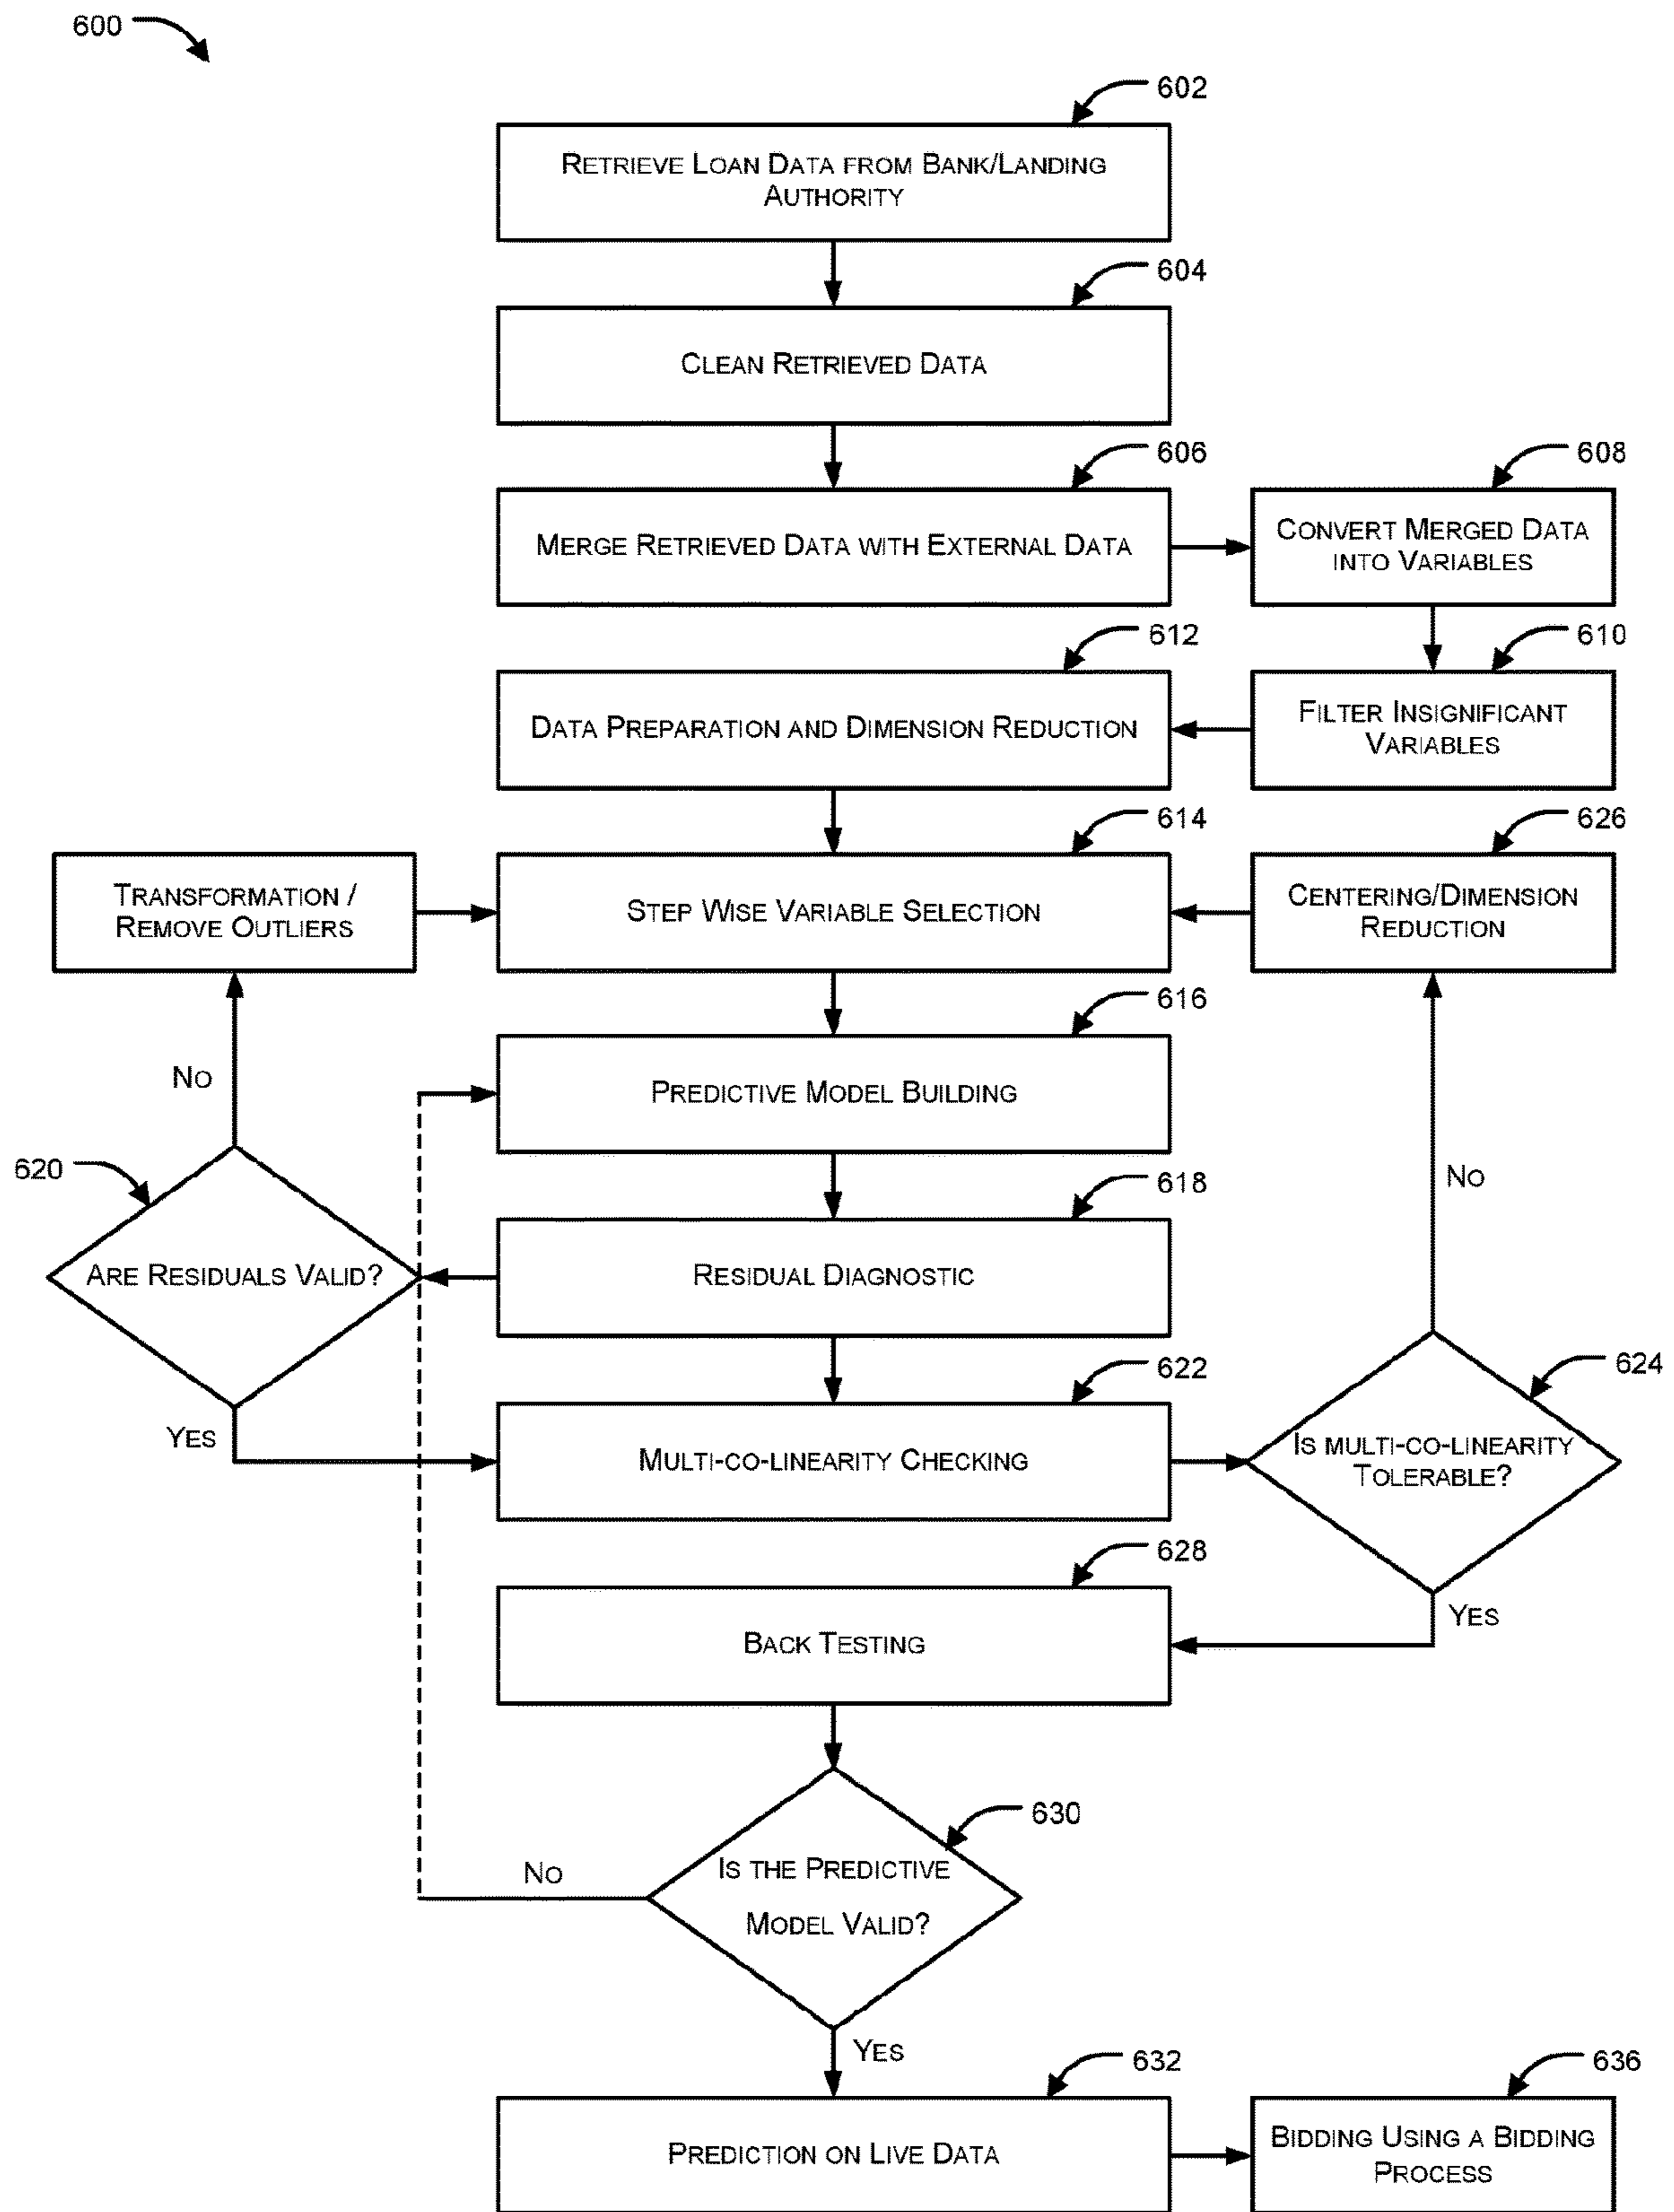 600
602
RETRIEVE LOAN DATA FROM BANK/LANDING
AUTHORITY
604
CLEAN RETRIEVED DATA
606
MERGE RETRIEVED DATA WITH EXTERNAL DATA
608
CONVERT MERGED DATA
INTO VARIABLES
612
DATA PREPARATION AND DIMENSION REDUCTION
610
FILTER INSIGNIFICANT
VARIABLES
TRANSFORMATION /
REMOVE OUTLIERS
614
STEP WISE VARIABLE SELECTION
626
CENTERING/DIMENSION
REDUCTION
NO
616
PREDICTIVE MODEL BUILDING
NO
620
ARE RESIDUALS VALID?
618
RESIDUAL DIAGNOSTIC
YES
622
MULTI-CO-LINEARITY CHECKING
624
IS MULTI-CO-LINEARITY
TOLERABLE?
YES
628
BACK TESTING
630
IS THE PREDICTIVE
MODEL VALID?
NO
YES
632
PREDICTION ON LIVE DATA
636
BIDDING USING A BIDDING
PROCESS